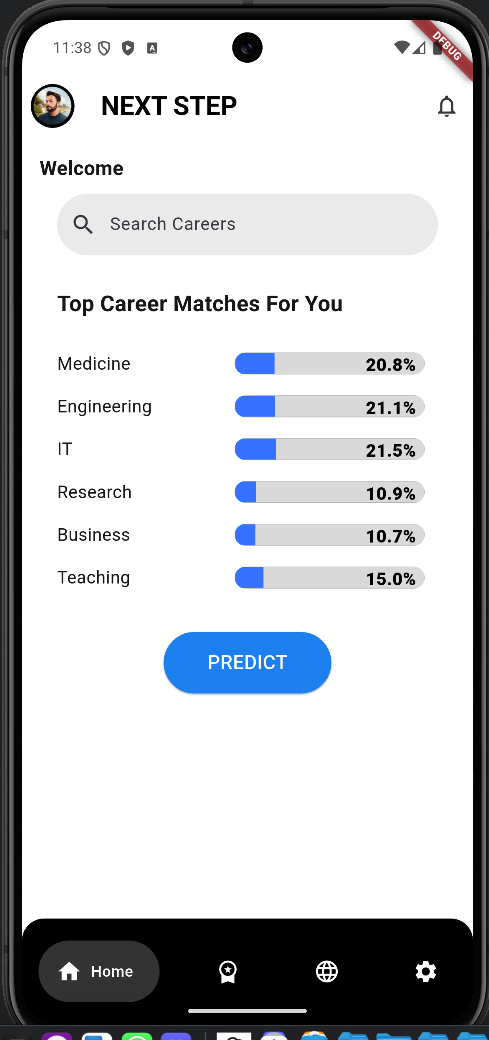 11:38
DEBUG
NEXT STEP
Welcome
Search Careers
Top Career Matches For You
Medicine 20.8%
Engineering 21.1%
IT 21.5%
Research 10.9%
Business 10.7%
Teaching 15.0%
PREDICT
Home